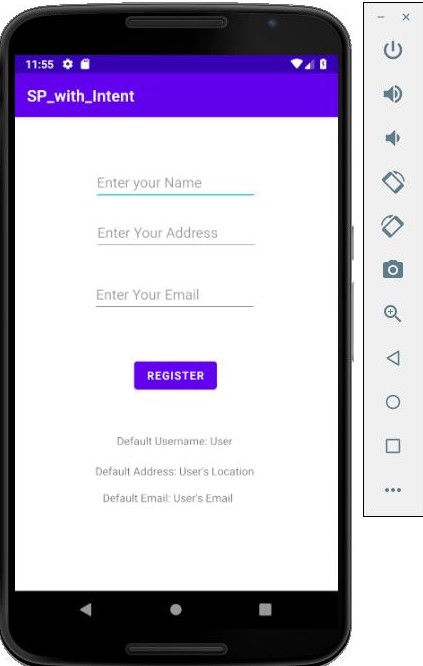 11:55
SP_with_Intent
Enter your Name
Enter Your Address
Enter Your Email
REGISTER
Default Username: User
Default Address: User's Location
Default Email: User's Email